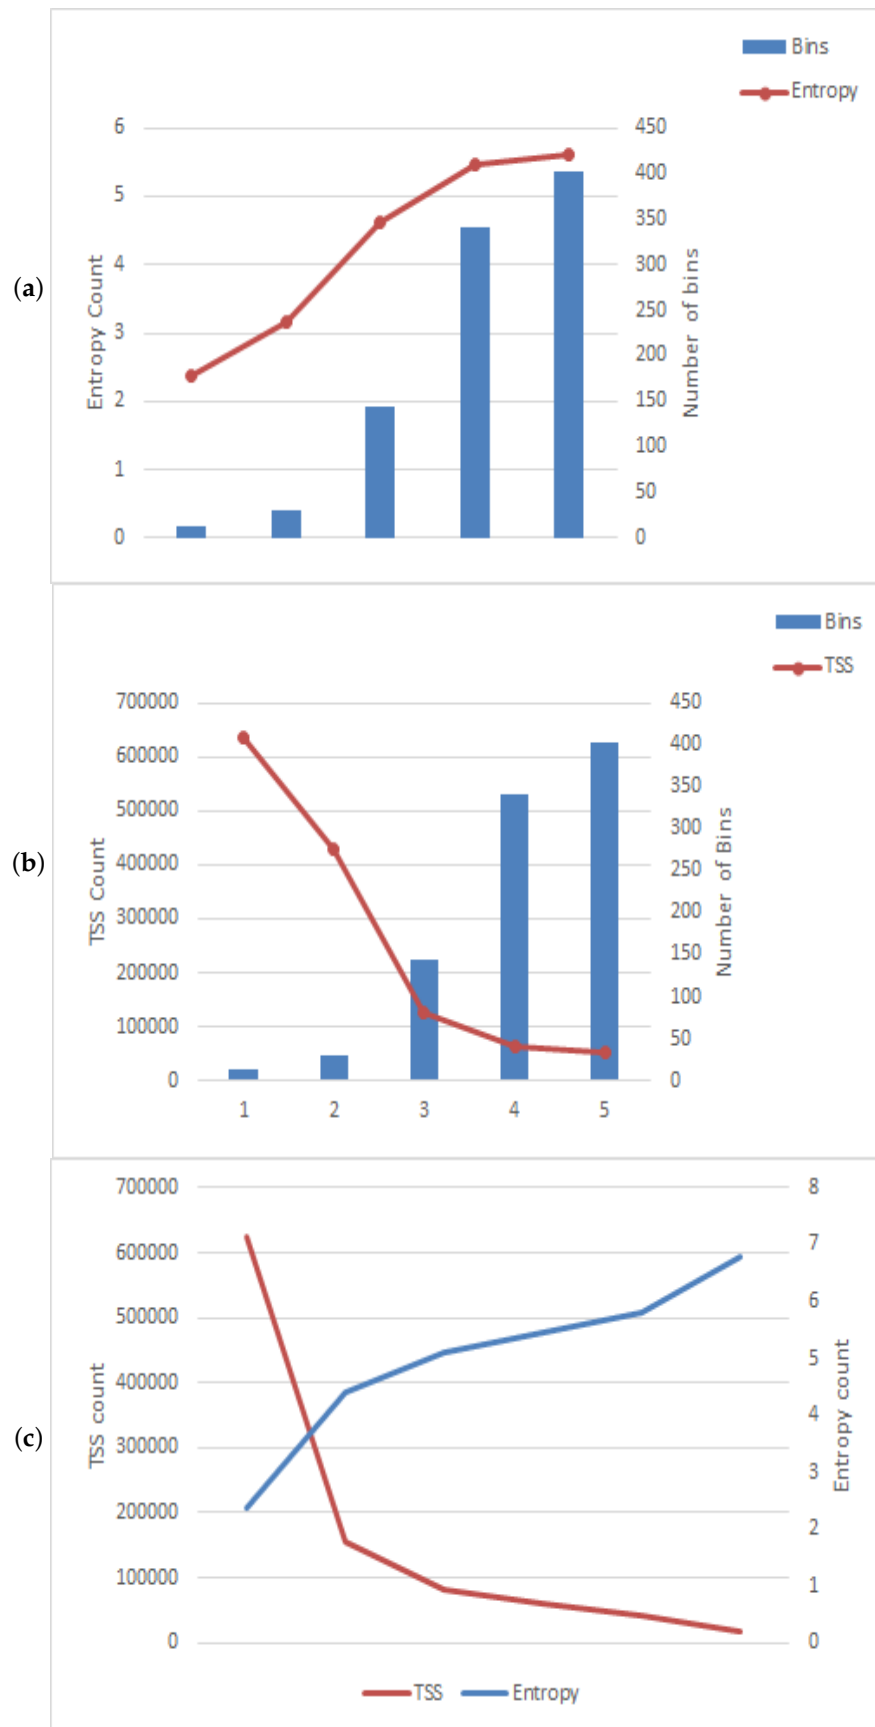 Bins
Entropy
6 450
400
5 350
4 300
(a) Entropy Count 3 250 Number of bins
200
2 150
100
1 50
0 0
Bins
TSS
700000 450
600000 400
350
500000 300
(b) TSS Count 400000 250 Number of Bins
300000 200
150
200000 100
100000 50
0 0
1 2 3 4 5
700000 8
600000 7
500000 6
5
400000 4
(c) TSS count 300000 3 Entropy count
200000 2
100000 1
0 0
TSS Entropy